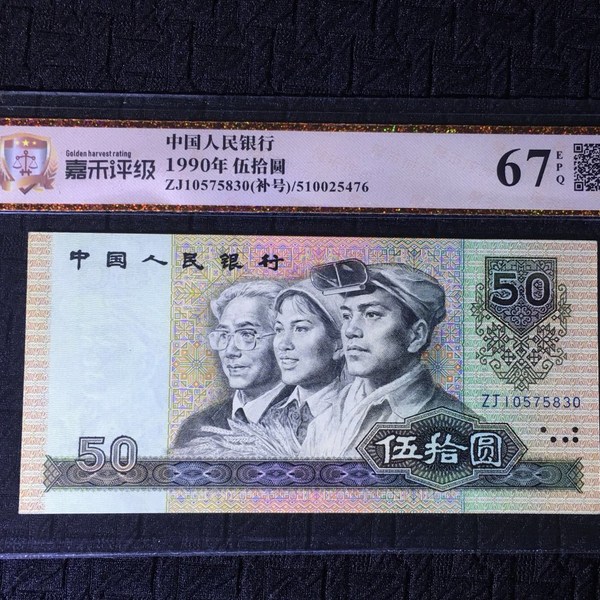 Golden harvest rating
嘉禾评级
中国人民银行
1990年 伍拾圆
ZJ10575830(补号)/510025476
67 EPQ
中国人民银行
50
ZJ10575830
50
伍拾圆